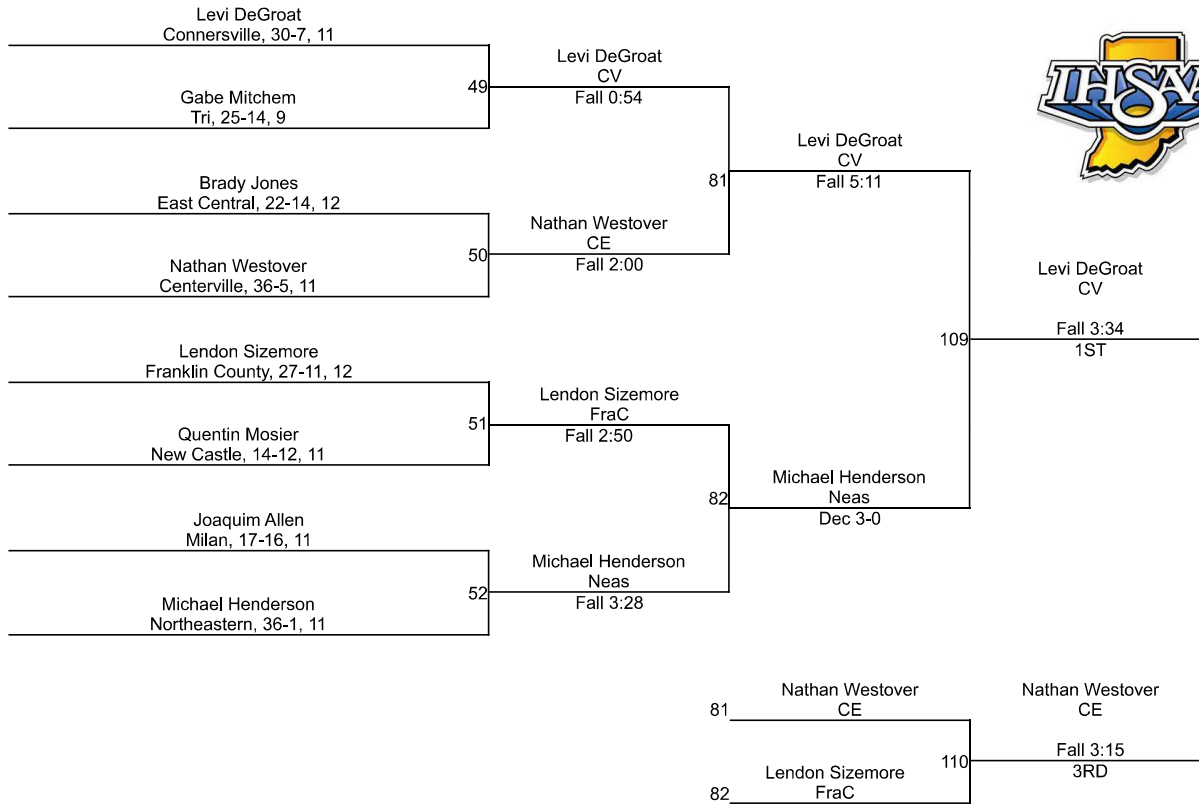 Levi DeGroat
Connersville, 30-7, 11
49
Gabe Mitchem
Tri, 25-14, 9
Levi DeGroat
CV
Fall 0:54
Brady Jones
East Central, 22-14, 12
50
Nathan Westover
Centerville, 36-5, 11
Nathan Westover
CE
Fall 2:00
81
Levi DeGroat
CV
Fall 5:11
Lendon Sizemore
Franklin County, 27-11, 12
51
Quentin Mosier
New Castle, 14-12, 11
Lendon Sizemore
FraC
Fall 2:50
Joaquim Allen
Milan, 17-16, 11
52
Michael Henderson
Northeastern, 36-1, 11
Michael Henderson
Neas
Fall 3:28
82
Michael Henderson
Neas
Dec 3-0
109
IHSAA
Levi DeGroat
CV
Fall 3:34
1ST
81
Nathan Westover
CE
82
Lendon Sizemore
FraC
110
Nathan Westover
CE
Fall 3:15
3RD